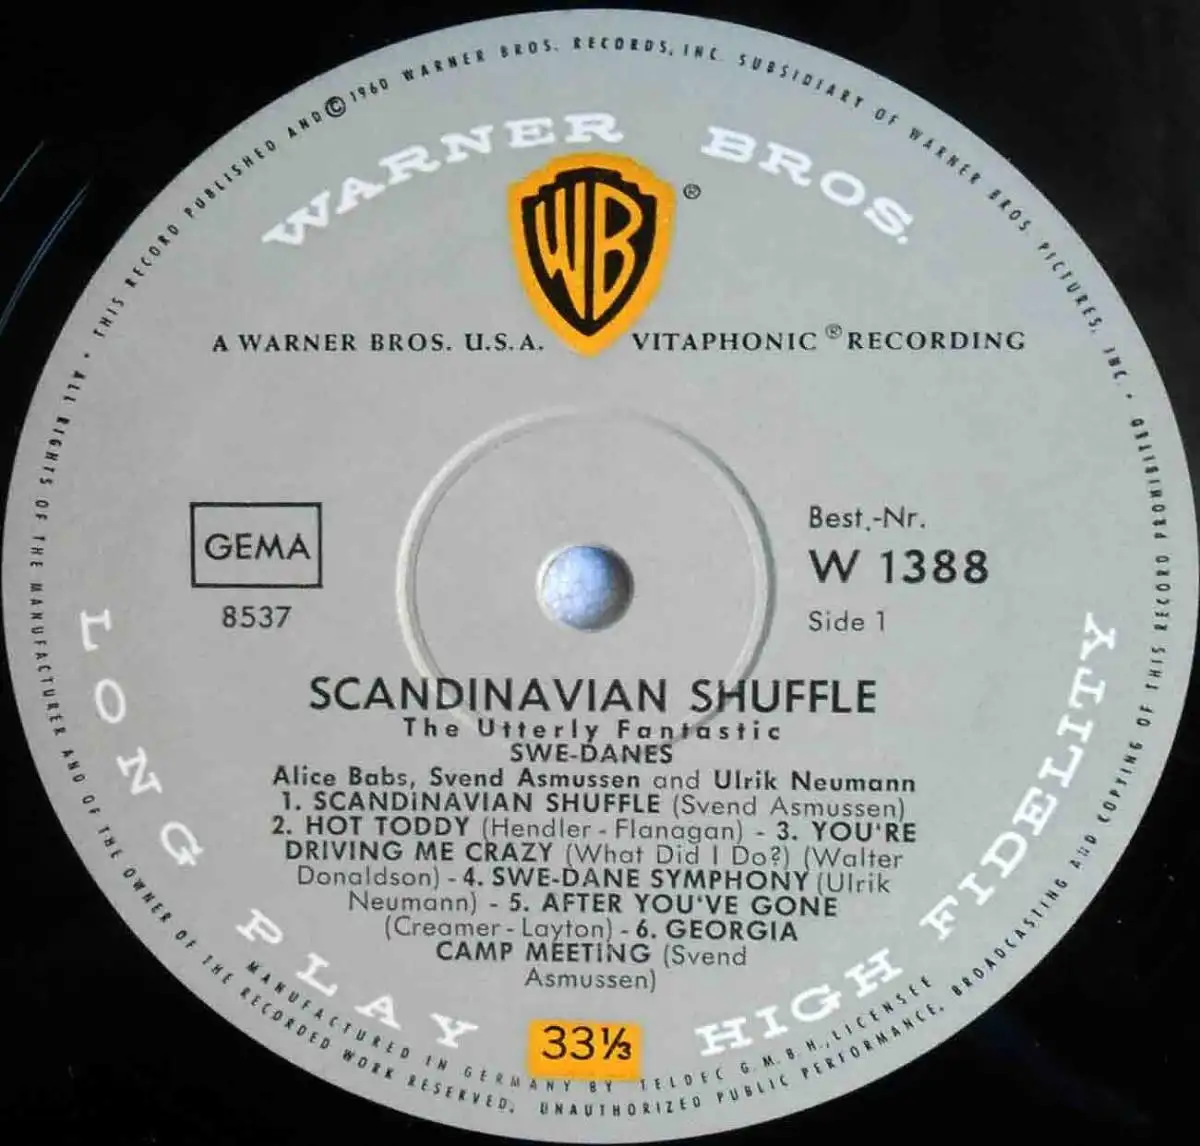 • THIS RECORD PUBLISHED AND © 1960 WARNER BROS. RECORDS, INC. SUBSIDIARY OF WARNER BROS. PICTURES, INC. •
WARNER BROS.
WB ®
A WARNER BROS. U.S.A. VITAPHONIC ® RECORDING
GEMA
8537
Best.-Nr.
W 1388
Side 1
SCANDINAVIAN SHUFFLE
The Utterly Fantastic
SWE-DANES
Alice Babs, Svend Asmussen and Ulrik Neumann
1. SCANDINAVIAN SHUFFLE (Svend Asmussen)
2. HOT TODDY (Hendler - Flanagan) - 3. YOU'RE
DRIVING ME CRAZY (What Did I Do?) (Walter
Donaldson) - 4. SWE-DANE SYMPHONY (Ulrik
Neumann) - 5. AFTER YOU'VE GONE
(Creamer - Layton) - 6. GEORGIA
CAMP MEETING (Svend
Asmussen)
LONG PLAY
33⅓
HIGH FIDELITY
MANUFACTURED IN GERMANY BY TELDEC G.M.B.H., LICENSEE
ALL RIGHTS OF THE MANUFACTURER AND OF THE OWNER OF THE RECORDED WORK RESERVED. UNAUTHORIZED PUBLIC PERFORMANCE, BROADCASTING AND COPYING OF THIS RECORD PROHIBITED